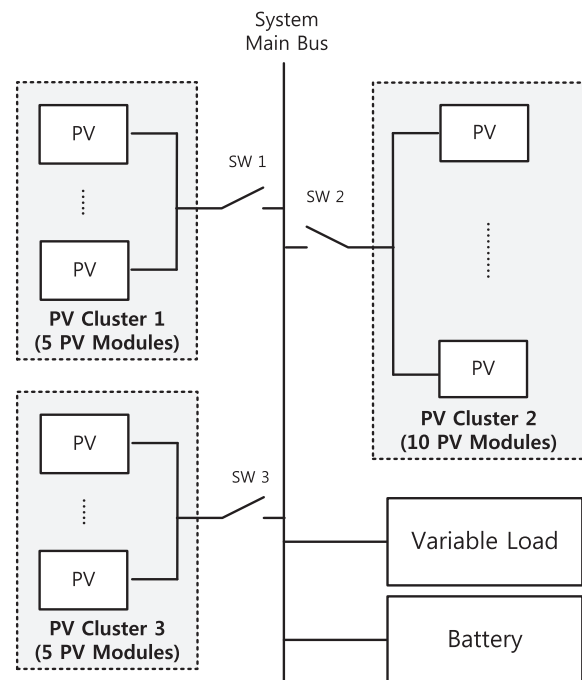 System
Main Bus
PV
PV
PV Cluster 1
(5 PV Modules)
SW 1
SW 2
PV
PV
PV Cluster 2
(10 PV Modules)
PV
PV
PV Cluster 3
(5 PV Modules)
SW 3
Variable Load
Battery